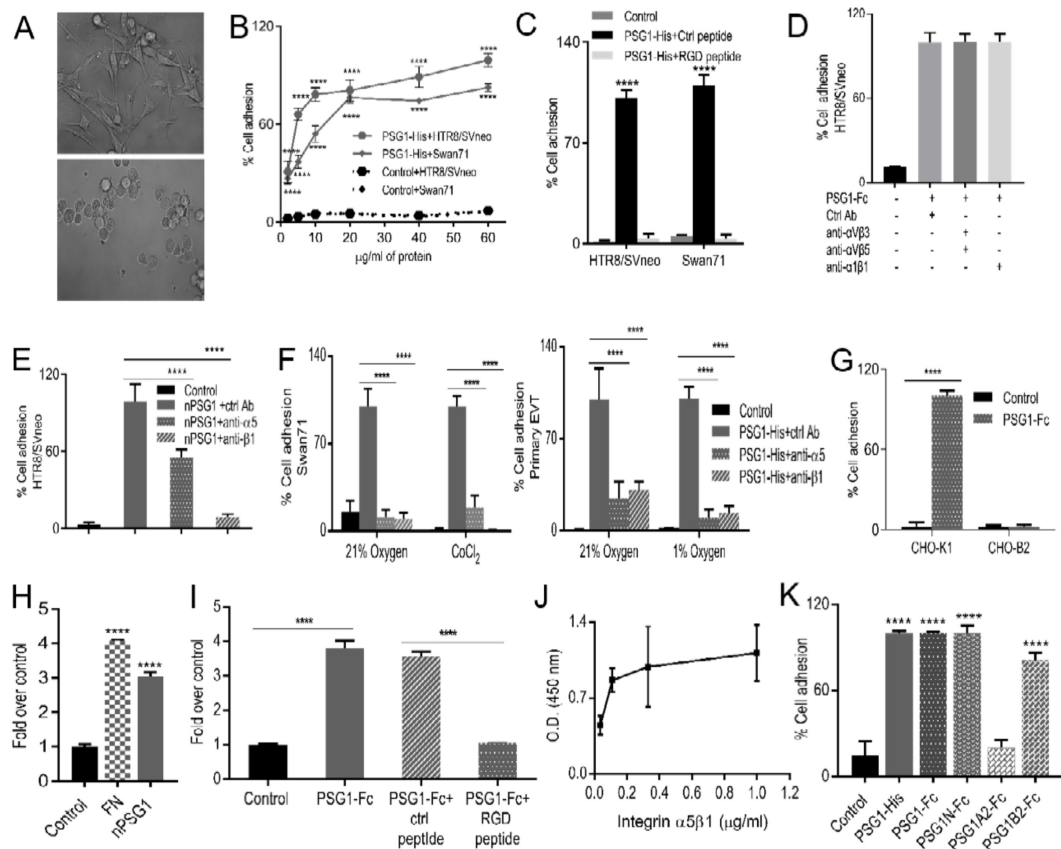 A
B
% Cell adhesion
120
60
0
0 10 20 30 40 50 60
µg/ml of protein
**** **** **** **** **** ****
**** **** **** **** **** ****
PSG1-His+HTR8/SVneo
PSG1-His+Swan71
Control+HTR8/SVneo
Control+Swan71
C
Control
PSG1-His+Ctrl peptide
PSG1-His+RGD peptide
% Cell adhesion
140
70
0
**** ****
HTR8/SVneo Swan71
D
% Cell adhesion
HTR8/SVneo
120
60
0
PSG1-Fc - + + +
Ctrl Ab - + - -
anti-αVβ3 - - + -
anti-αVβ5 - - + -
anti-α1β1 - - - +
E
% Cell adhesion
HTR8/SVneo
120
80
40
0
****
****
Control
nPSG1 +ctrl Ab
nPSG1+anti-α5
nPSG1+anti-β1
F
% Cell adhesion
Swan71
140
70
0
**** ****
**** ****
21% Oxygen CoCl2
% Cell adhesion
Primary EVT
140
70
0
**** ****
**** ****
21% Oxygen 1% Oxygen
Control
PSG1-His+ctrl Ab
PSG1-His+anti-α5
PSG1-His+anti-β1
G
% Cell adhesion
120
80
40
0
****
Control
PSG1-Fc
CHO-K1 CHO-B2
H
Fold over control
5
4
3
2
1
0
**** ****
Control FN nPSG1
I
Fold over control
5
4
3
2
1
0
**** ****
Control PSG1-Fc PSG1-Fc+ ctrl peptide PSG1-Fc+ RGD peptide
J
O.D. (450 nm)
1.4
0.7
0.0
0.0 0.2 0.4 0.6 0.8 1.0 1.2
Integrin α5β1 (µg/ml)
K
% Cell adhesion
120
60
0
**** **** **** ****
Control PSG1-His PSG1-Fc PSG1N-Fc PSG1A2-Fc PSG1B2-Fc